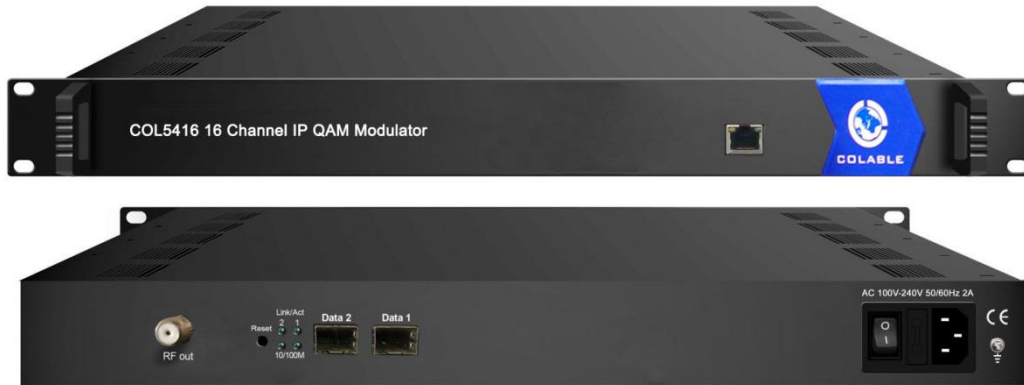 COL5416 16 Channel IP QAM Modulator
COLABLE
AC 100V-240V 50/60Hz 2A
Link/Act
2 1
Data 2
Data 1
Reset
10/100M
RF out
O
I
CE